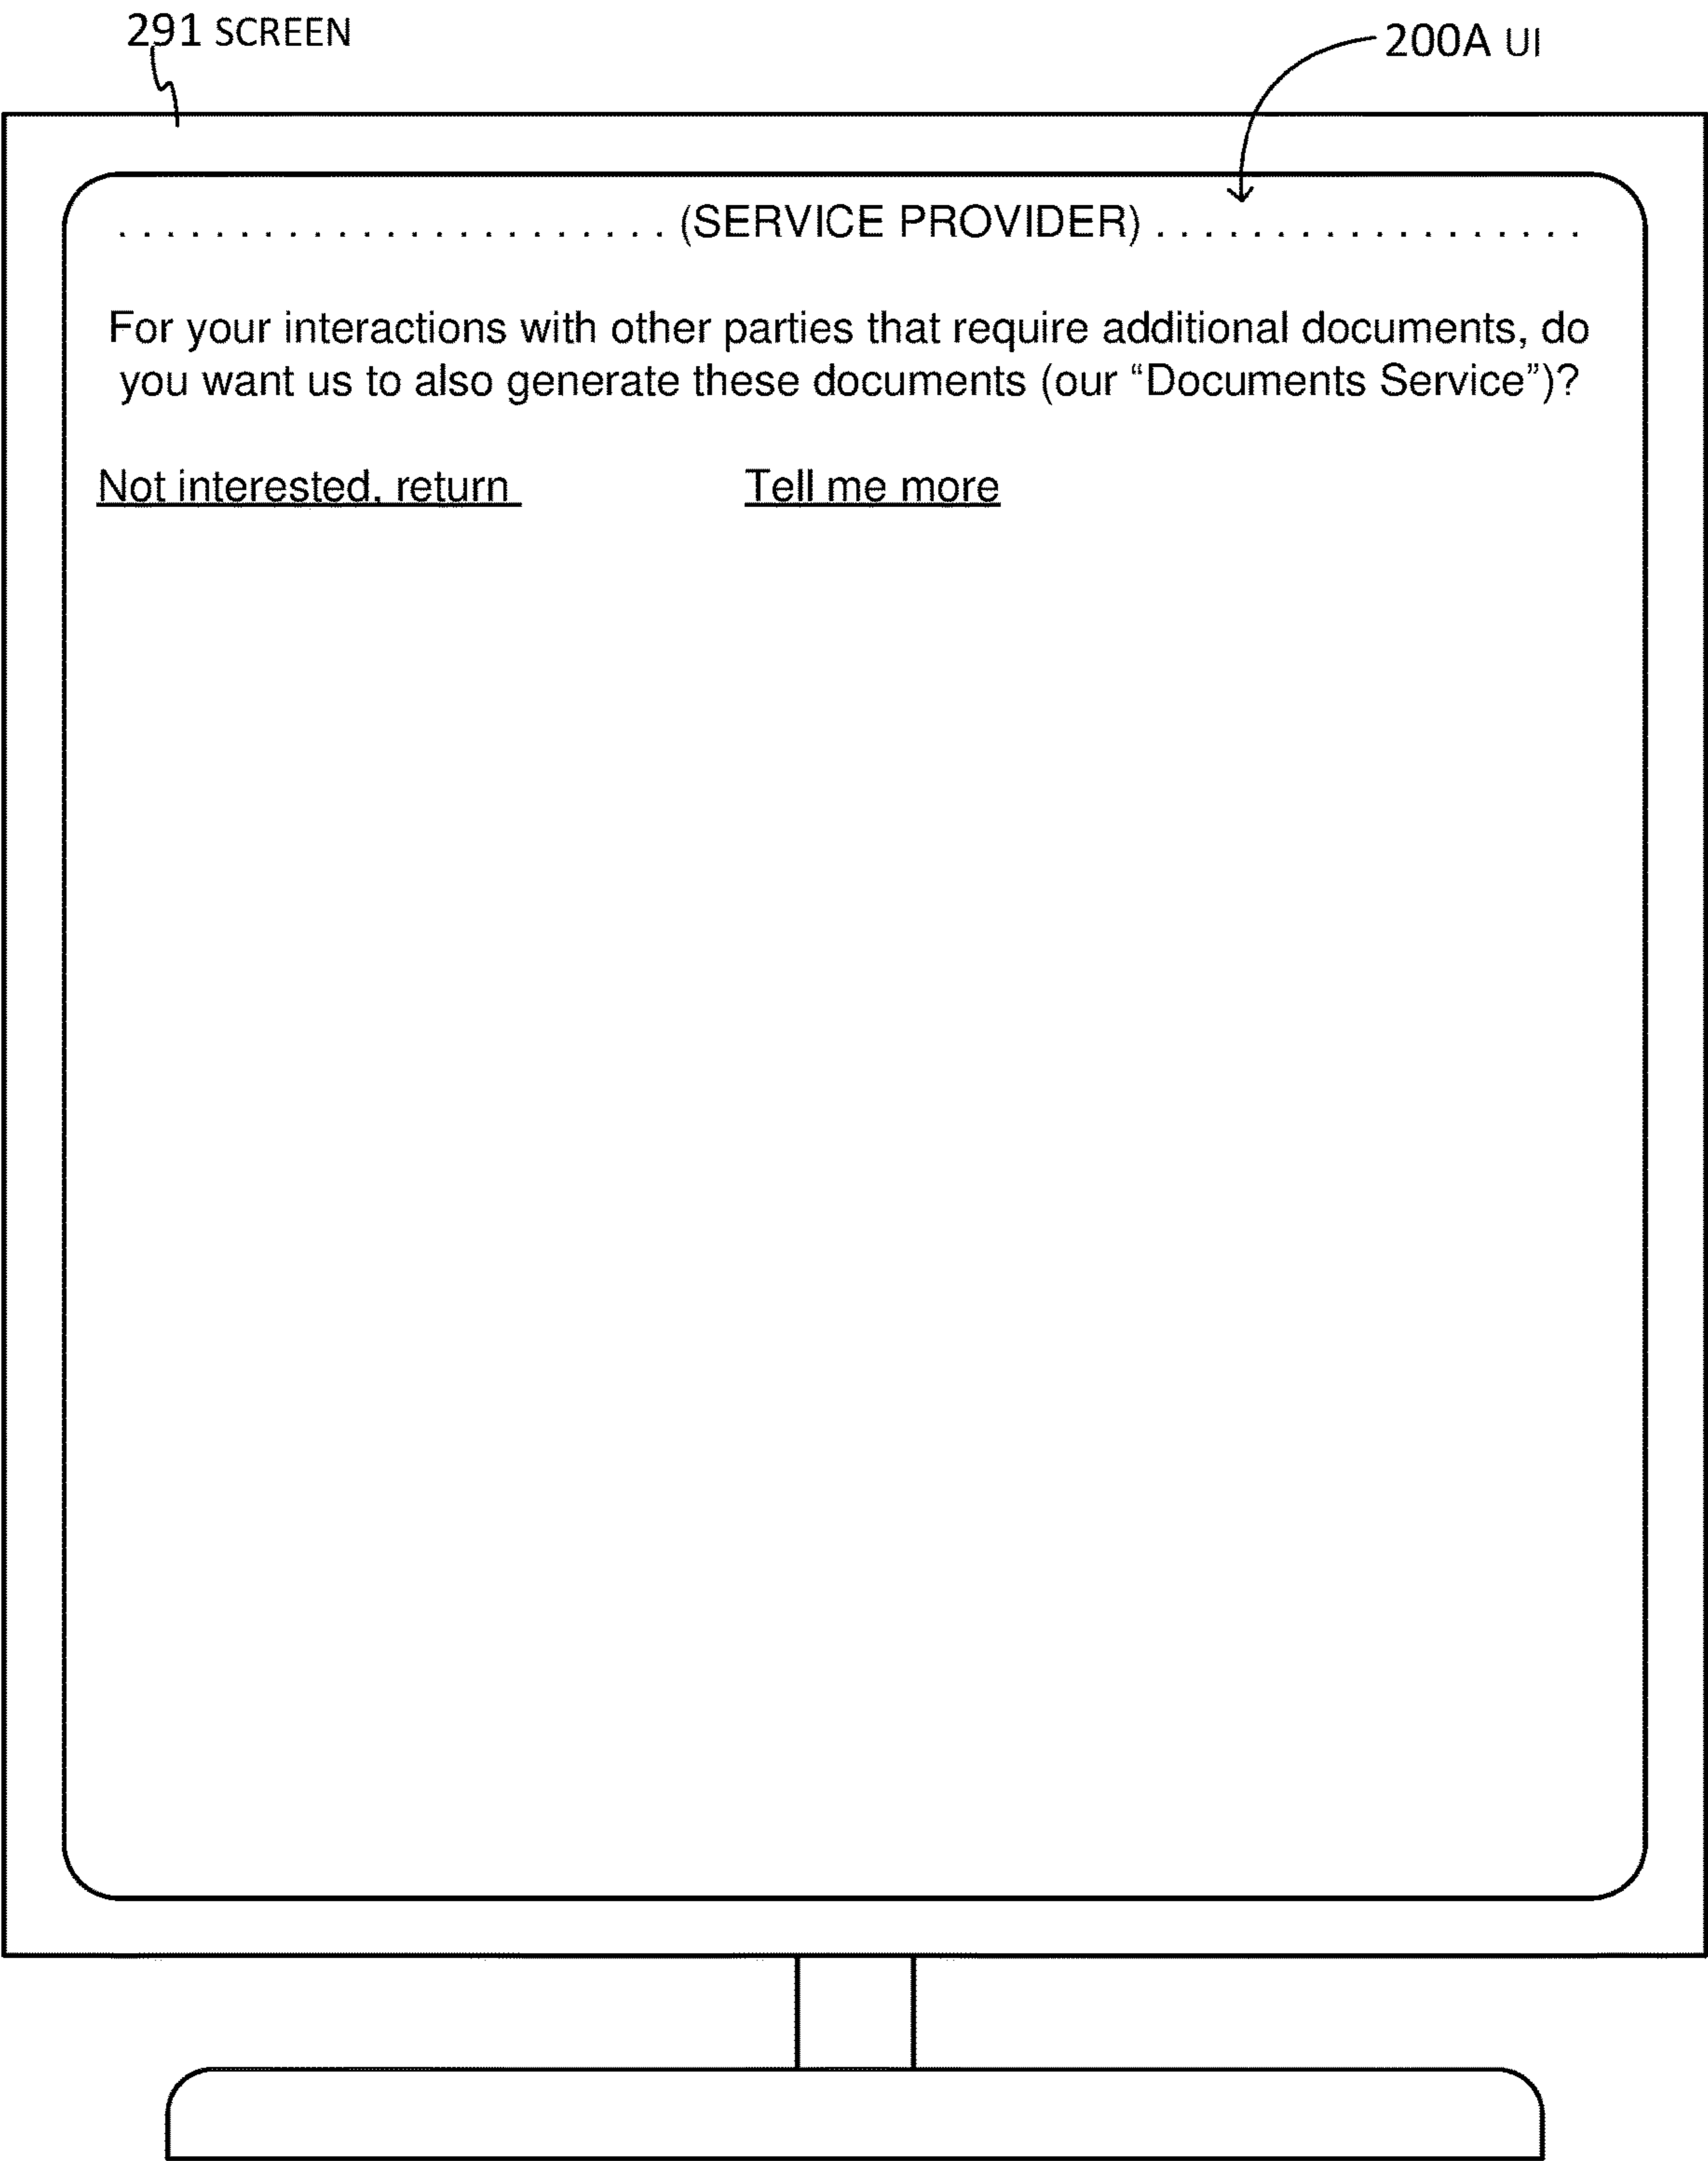 291 SCREEN
200A UI
. . . . . . . . . . . . . . . . . . . . . . . (SERVICE PROVIDER) . . . . . . . . . . . . . . . . . .
For your interactions with other parties that require additional documents, do
you want us to also generate these documents (our “Documents Service”)?
Not interested, return Tell me more